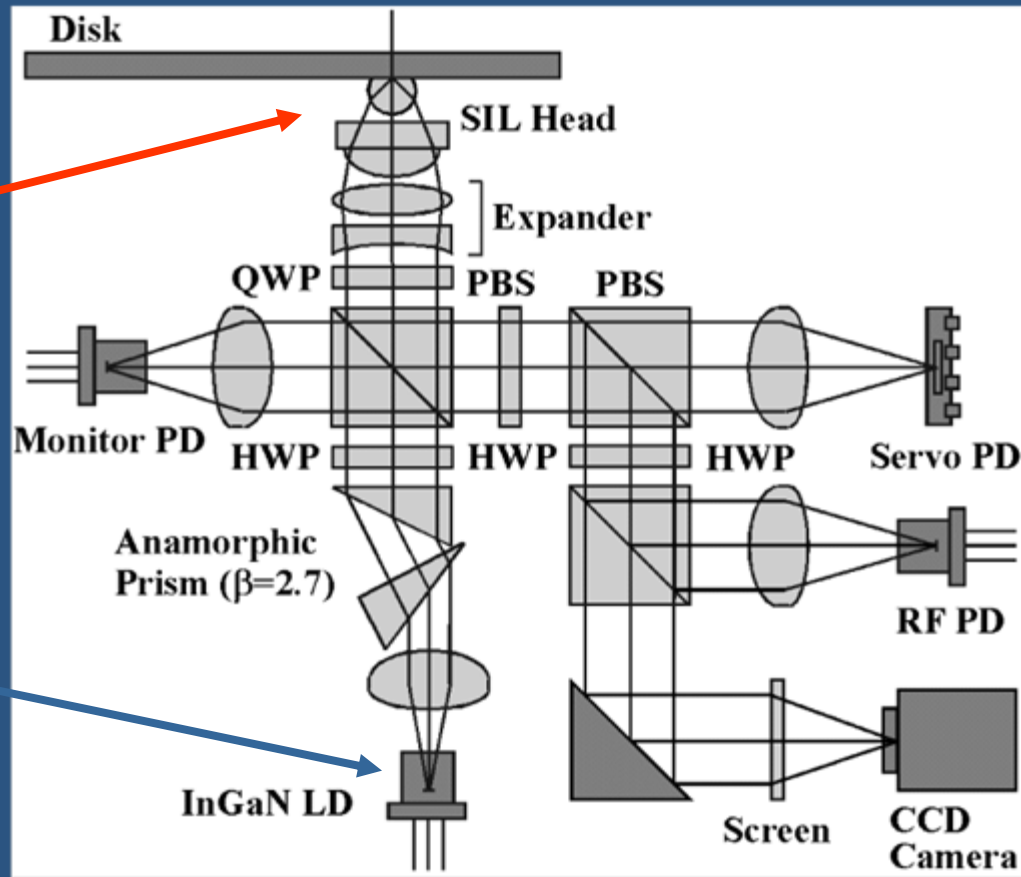 Disk
SIL Head
Expander
QWP
PBS
PBS
Monitor PD
HWP
HWP
HWP
Servo PD
Anamorphic
Prism (β=2.7)
RF PD
InGaN LD
Screen
CCD
Camera